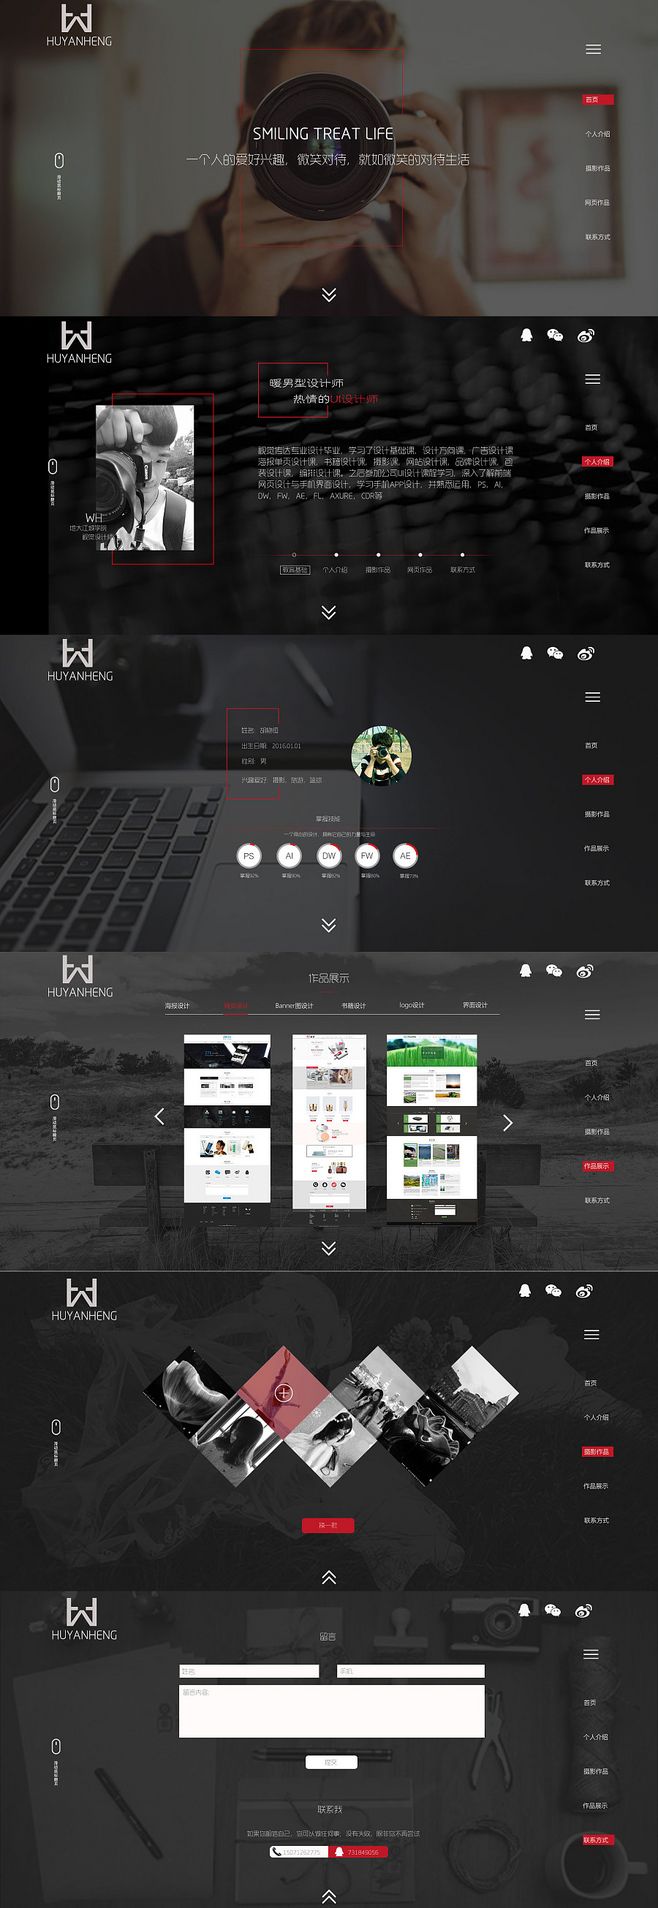 HUYANHENG
首页
SMILING TREAT LIFE
一个人的爱好兴趣，微笑对待，就如微笑的对待生活
个人介绍
摄影作品
网页作品
联系方式
HUYANHENG
暖男型设计师
热情的UI设计师
首页
视觉传达专业设计毕业，学习了设计基础课，设计方向课，广告设计课
海报单页设计课，书籍设计课，摄影课，网站设计课，品牌设计课，包
装设计课，编排设计课。之后参加公司UI设计课程学习，深入了解前端
网页设计与手机界面设计，学习手机APP设计，并熟悉运用，PS，AI，
DW，FW，AE，FL，AXURE，CDR等
个人介绍
摄影作品
WH
视觉设计师
作品展示
个人介绍
摄影作品
网页作品
联系方式
联系方式
HUYANHENG
出生日期：2016.01.01
性别：男
兴趣爱好：摄影，旅游，篮球
首页
个人介绍
掌握技能
摄影作品
PS
AI
DW
FW
AE
掌握92%
掌握90%
掌握82%
掌握80%
掌握73%
作品展示
联系方式
HUYANHENG
作品展示
海报设计
网页设计
Banner图设计
书籍设计
logo设计
界面设计
首页
个人介绍
摄影作品
作品展示
联系方式
HUYANHENG
首页
个人介绍
摄影作品
作品展示
换一批
联系方式
HUYANHENG
留言
姓名:
手机:
留言内容:
首页
个人介绍
提交
摄影作品
联系我
作品展示
联系方式
15071262775
731849056